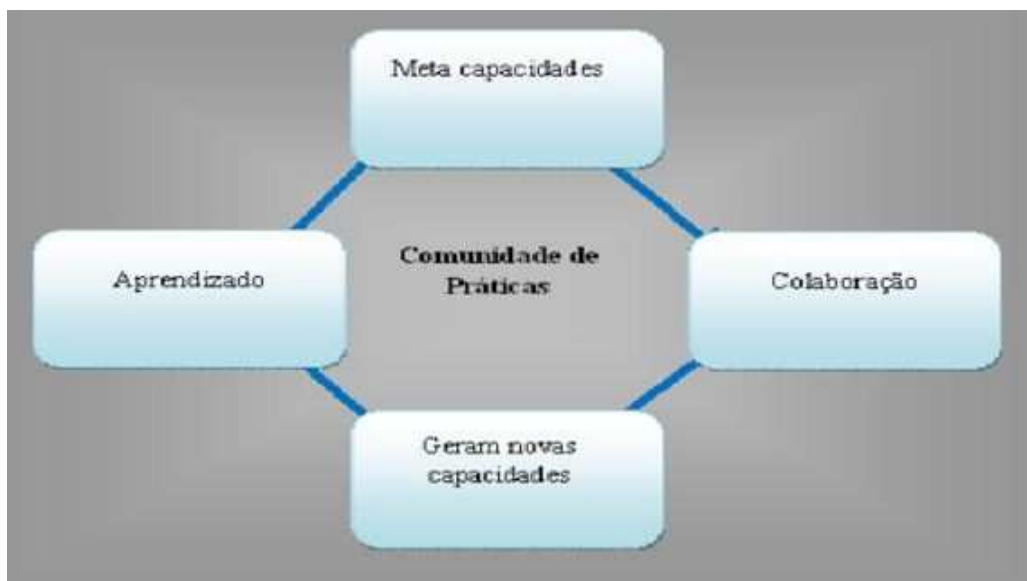 Meta capacidades
Aprendizado
Comunidade de
Práticas
Colaboração
Geram novas
capacidades